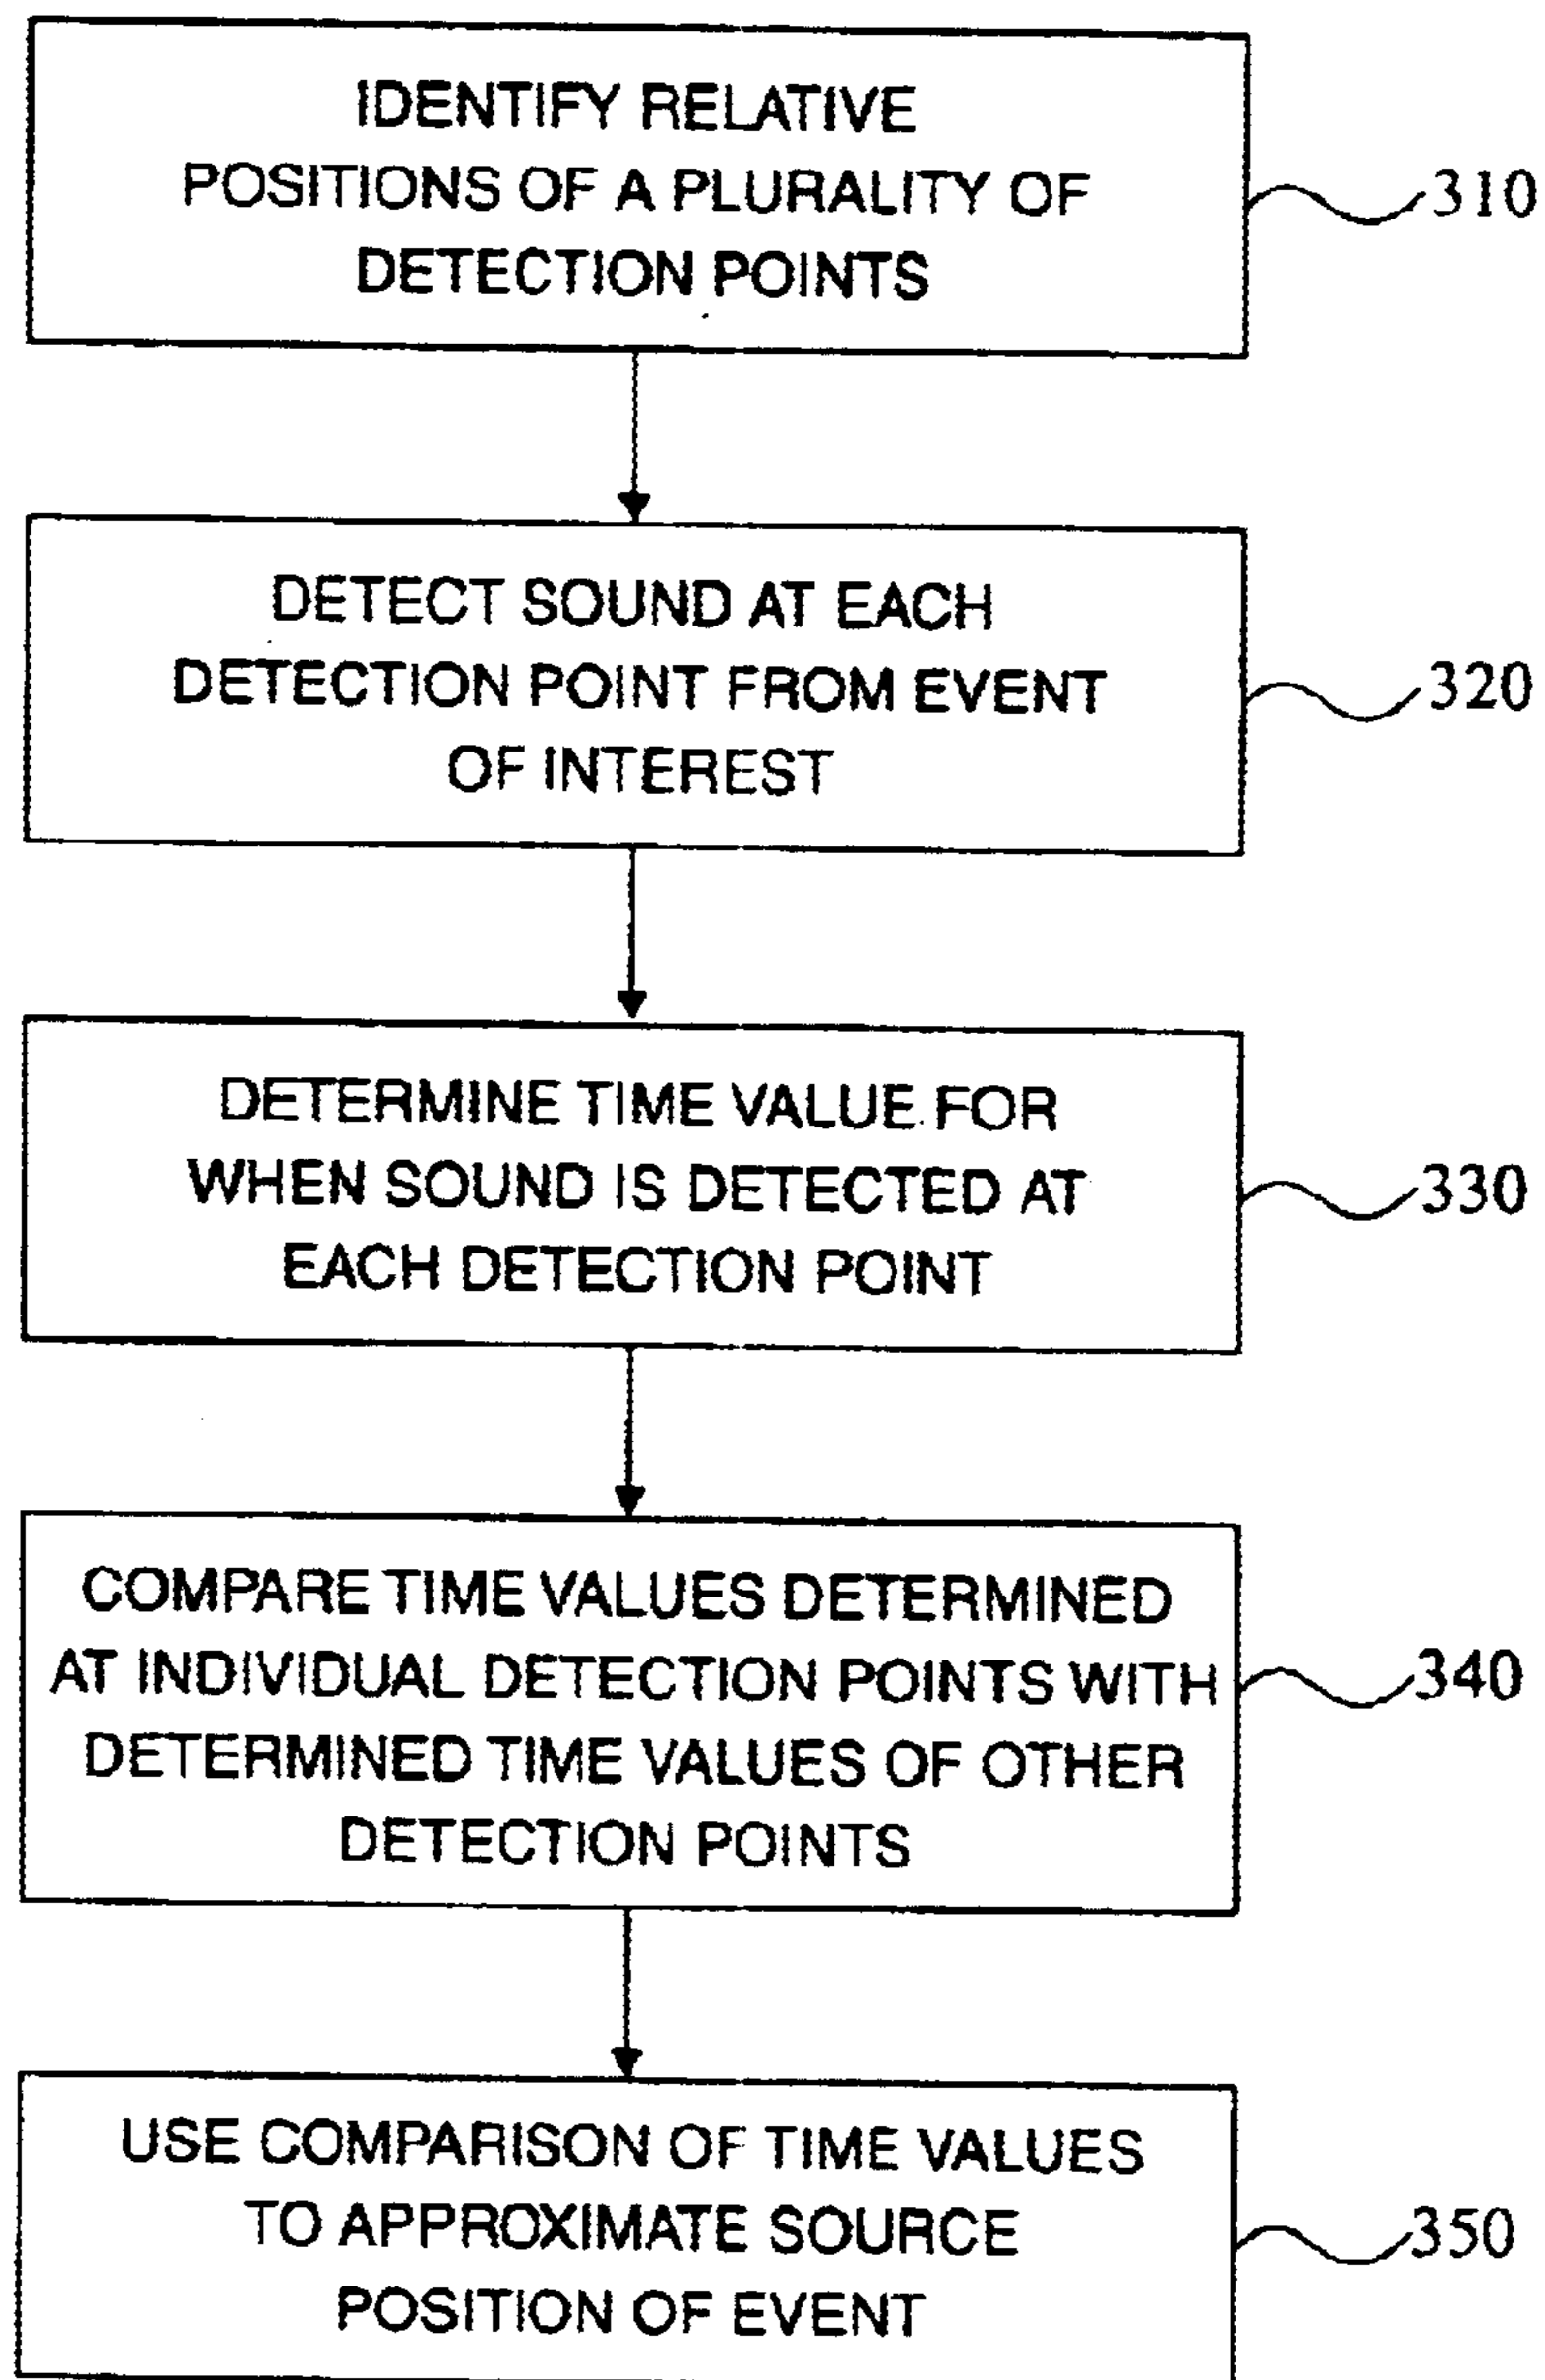 IDENTIFY RELATIVE
POSITIONS OF A PLURALITY OF
DETECTION POINTS
310
DETECT SOUND AT EACH
DETECTION POINT FROM EVENT
OF INTEREST
320
DETERMINE TIME VALUE FOR
WHEN SOUND IS DETECTED AT
EACH DETECTION POINT
330
COMPARE TIME VALUES DETERMINED
AT INDIVIDUAL DETECTION POINTS WITH
DETERMINED TIME VALUES OF OTHER
DETECTION POINTS
340
USE COMPARISON OF TIME VALUES
TO APPROXIMATE SOURCE
POSITION OF EVENT
350